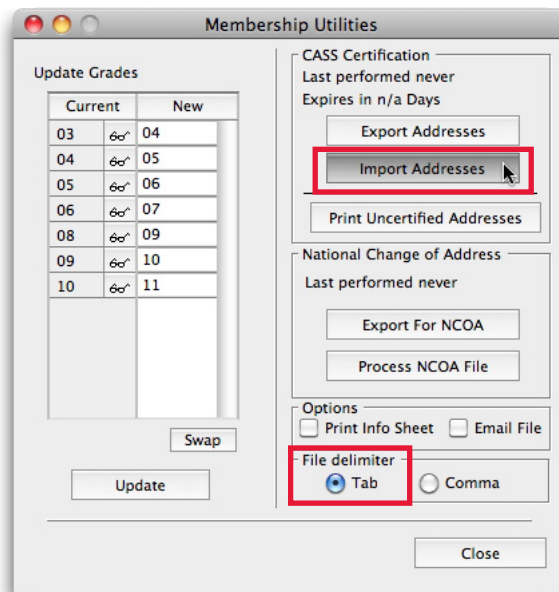 Membership Utilities
Update Grades
Current New
03 04
04 05
05 06
06 07
08 09
09 10
10 11
Swap
Update
CASS Certification
Last performed never
Expires in n/a Days
Export Addresses
Import Addresses
Print Uncertified Addresses
National Change of Address
Last performed never
Export For NCOA
Process NCOA File
Options
Print Info Sheet Email File
File delimiter
Tab Comma
Close